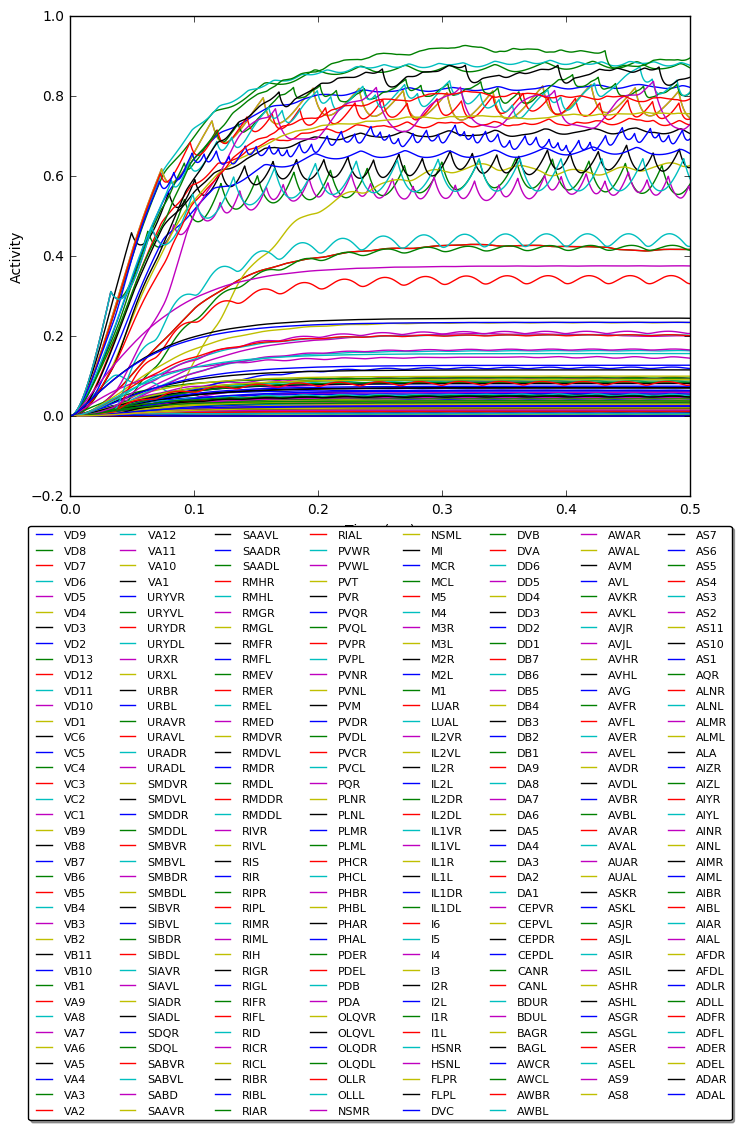 1.0
0.8
0.6
0.4
0.2
0.0
−0.2
Activity
0.0 0.1 0.2 0.3 0.4 0.5
VD9
VD8
VD7
VD6
VD5
VD4
VD3
VD2
VD13
VD12
VD11
VD10
VD1
VC6
VC5
VC4
VC3
VC2
VC1
VB9
VB8
VB7
VB6
VB5
VB4
VB3
VB2
VB11
VB10
VB1
VA9
VA8
VA7
VA6
VA5
VA4
VA3
VA2
VA12
VA11
VA10
VA1
URYVR
URYVL
URYDR
URYDL
URXR
URXL
URBR
URBL
URAVR
URAVL
URADR
URADL
SMDVR
SMDVL
SMDDR
SMDDL
SMBVR
SMBVL
SMBDR
SMBDL
SIBVR
SIBVL
SIBDR
SIBDL
SIAVR
SIAVL
SIADR
SIADL
SDQR
SDQL
SABVR
SABVL
SABD
SAAVR
SAAVL
SAADR
SAADL
RMHR
RMHL
RMGR
RMGL
RMFR
RMFL
RMEV
RMER
RMEL
RMED
RMDVR
RMDVL
RMDR
RMDL
RMDDR
RMDDL
RIVR
RIVL
RIS
RIR
RIPR
RIPL
RIMR
RIML
RIH
RIGR
RIGL
RIFR
RIFL
RID
RICR
RICL
RIBR
RIBL
RIAR
RIAL
PVWR
PVWL
PVT
PVR
PVQR
PVQL
PVPR
PVPL
PVNR
PVNL
PVM
PVDR
PVDL
PVCR
PVCL
PQR
PLNR
PLNL
PLMR
PLML
PHCR
PHCL
PHBR
PHBL
PHAR
PHAL
PDER
PDEL
PDB
PDA
OLQVR
OLQVL
OLQDR
OLQDL
OLLR
OLLL
NSMR
NSML
MI
MCR
MCL
M5
M4
M3R
M3L
M2R
M2L
M1
LUAR
LUAL
IL2VR
IL2VL
IL2R
IL2L
IL2DR
IL2DL
IL1VR
IL1VL
IL1R
IL1L
IL1DR
IL1DL
I6
I5
I4
I3
I2R
I2L
I1R
I1L
HSNR
HSNL
FLPR
FLPL
DVC
DVB
DVA
DD6
DD5
DD4
DD3
DD2
DD1
DB7
DB6
DB5
DB4
DB3
DB2
DB1
DA9
DA8
DA7
DA6
DA5
DA4
DA3
DA2
DA1
CEPVR
CEPVL
CEPDR
CEPDL
CANR
CANL
BDUR
BDUL
BAGR
BAGL
AWCR
AWCL
AWBR
AWBL
AWAR
AWAL
AVM
AVL
AVKR
AVKL
AVJR
AVJL
AVHR
AVHL
AVG
AVFR
AVFL
AVER
AVEL
AVDR
AVDL
AVBR
AVBL
AVAR
AVAL
AUAR
AUAL
ASKR
ASKL
ASJR
ASJL
ASIR
ASIL
ASHR
ASHL
ASGR
ASGL
ASER
ASEL
AS9
AS8
AS7
AS6
AS5
AS4
AS3
AS2
AS11
AS10
AS1
AQR
ALNR
ALNL
ALMR
ALML
ALA
AIZR
AIZL
AIYR
AIYL
AINR
AINL
AIMR
AIML
AIBR
AIBL
AIAR
AIAL
AFDR
AFDL
ADLR
ADLL
ADFR
ADFL
ADER
ADEL
ADAR
ADAL